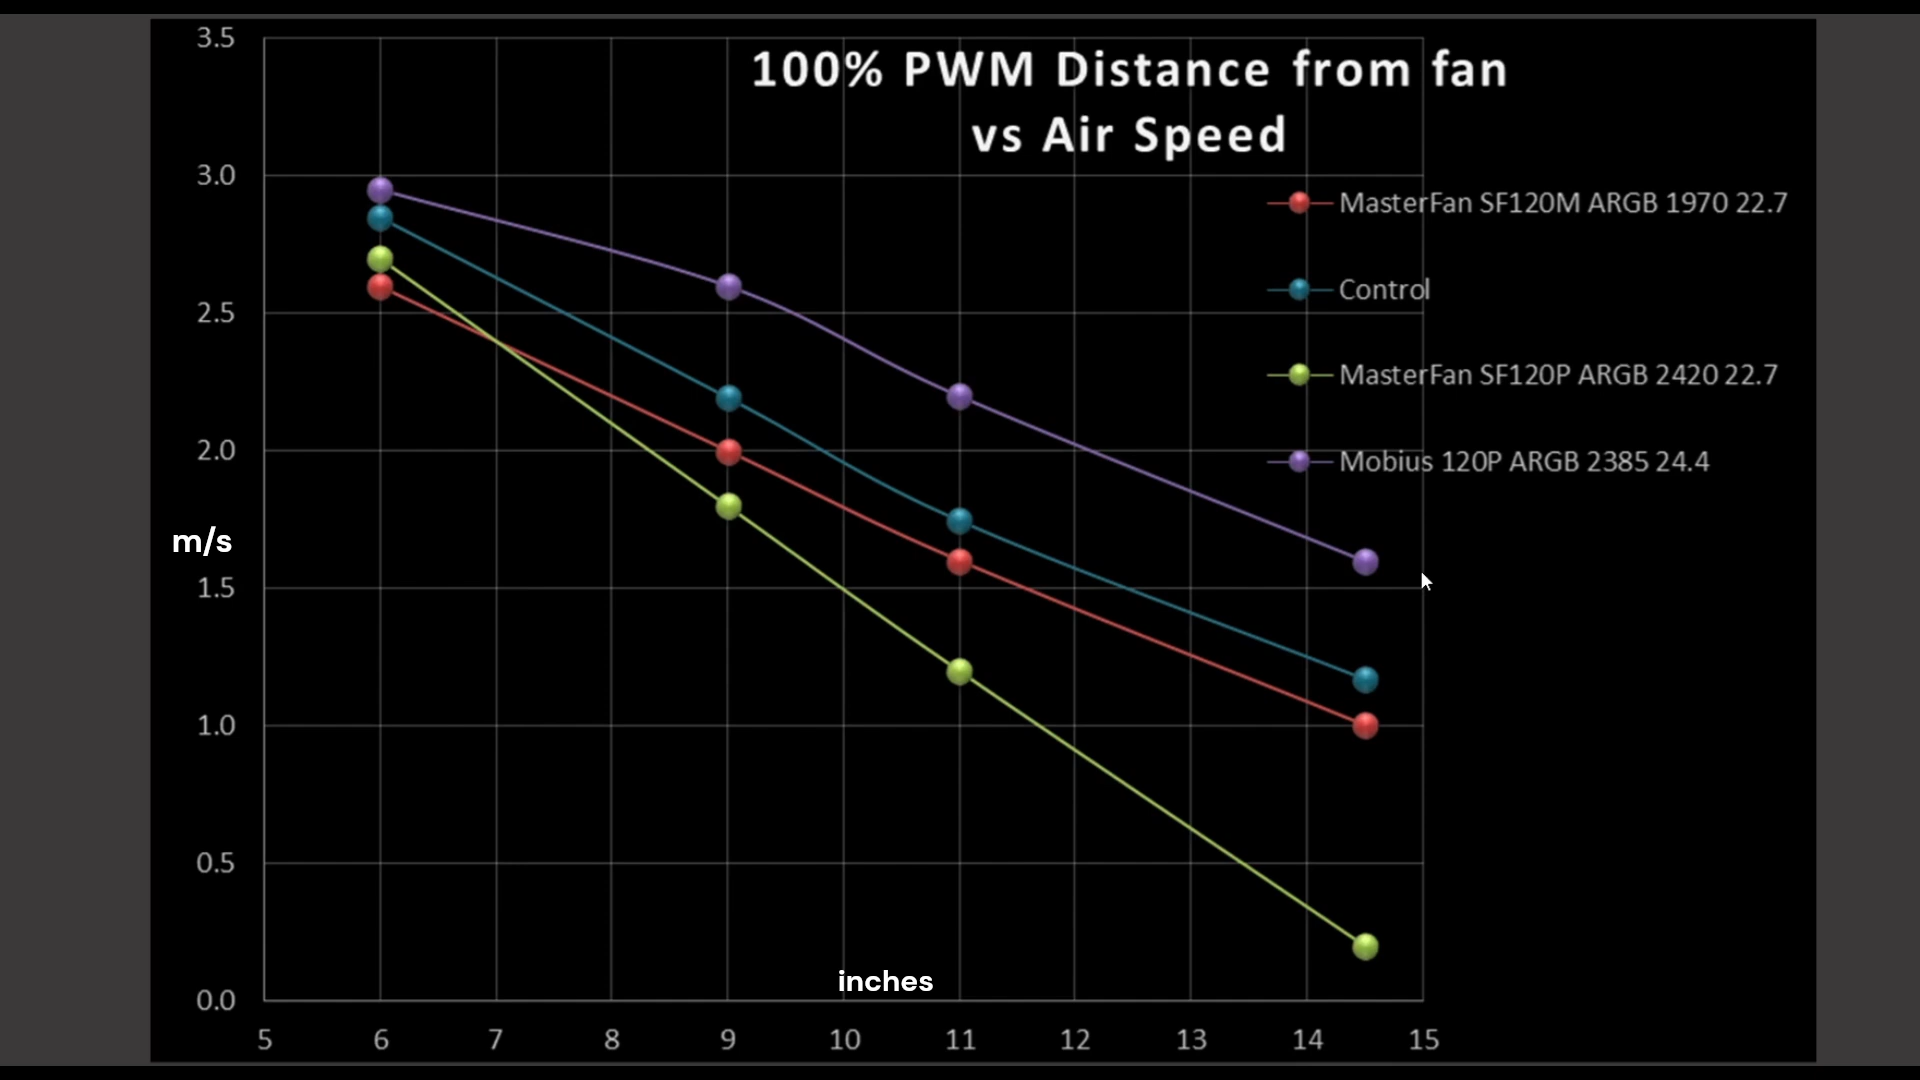 100% PWM Distance from fan
vs Air Speed
3.5
3.0
2.5
2.0
1.5
1.0
0.5
0.0
m/s
MasterFan SF120M ARGB 1970 22.7
Control
MasterFan SF120P ARGB 2420 22.7
Mobius 120P ARGB 2385 24.4
inches
5 6 7 8 9 10 11 12 13 14 15